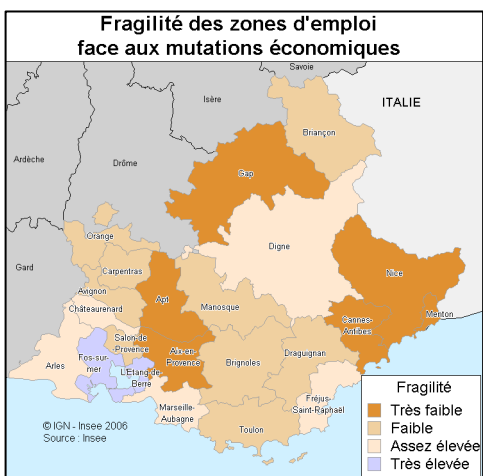 Fragilité des zones d'emploi
face aux mutations économiques
Savoie
Isère
ITALIE
Briançon
Ardèche
Drôme
Gap
Orange
Digne
Gard
Carpentras
Nice
Avignon
Apt
Manosque
Châteaurenard
Cannes-
Antibes
Menton
Salon-de-
Provence
Aix-en-
Provence
Draguignan
Arles
Fos-sur-
mer
L'Etang-de-
Berre
Brignoles
Fréjus-
Saint-Raphaël
Marseille-
Aubagne
Toulon
© IGN - Insee 2006
Source : Insee
Fragilité
Très faible
Faible
Assez élevée
Très élevée